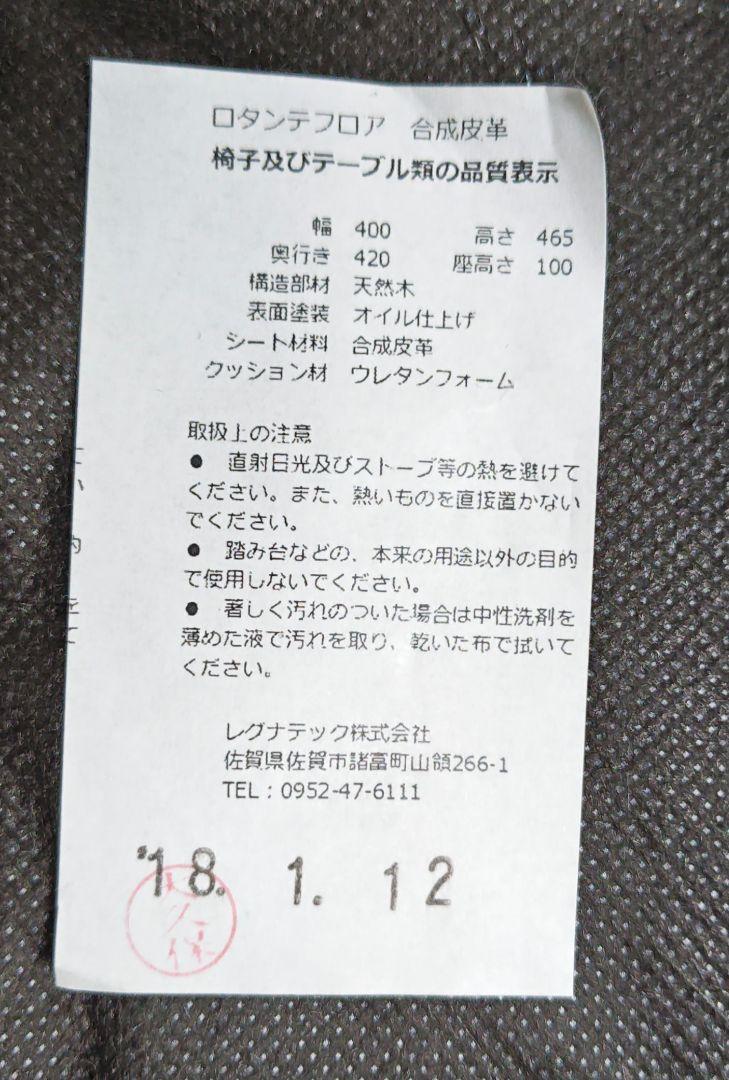 ロタンテフロア 合成皮革
椅子及びテーブル類の品質表示
幅 400 高さ 465
奥行き 420 座高さ 100
構造部材 天然木
表面塗装 オイル仕上げ
シート材料 合成皮革
クッション材 ウレタンフォーム
取扱上の注意
● 直射日光及びストーブ等の熱を避けて
ください。また、熱いものを直接置かない
でください。
● 踏み台などの、本来の用途以外の目的
で使用しないでください。
● 著しく汚れのついた場合は中性洗剤を
薄めた液で汚れを取り、乾いた布で拭いて
ください。
レグナテック株式会社
佐賀県佐賀市諸富町山領266-1
TEL：0952-47-6111
'18. 1. 12
久保